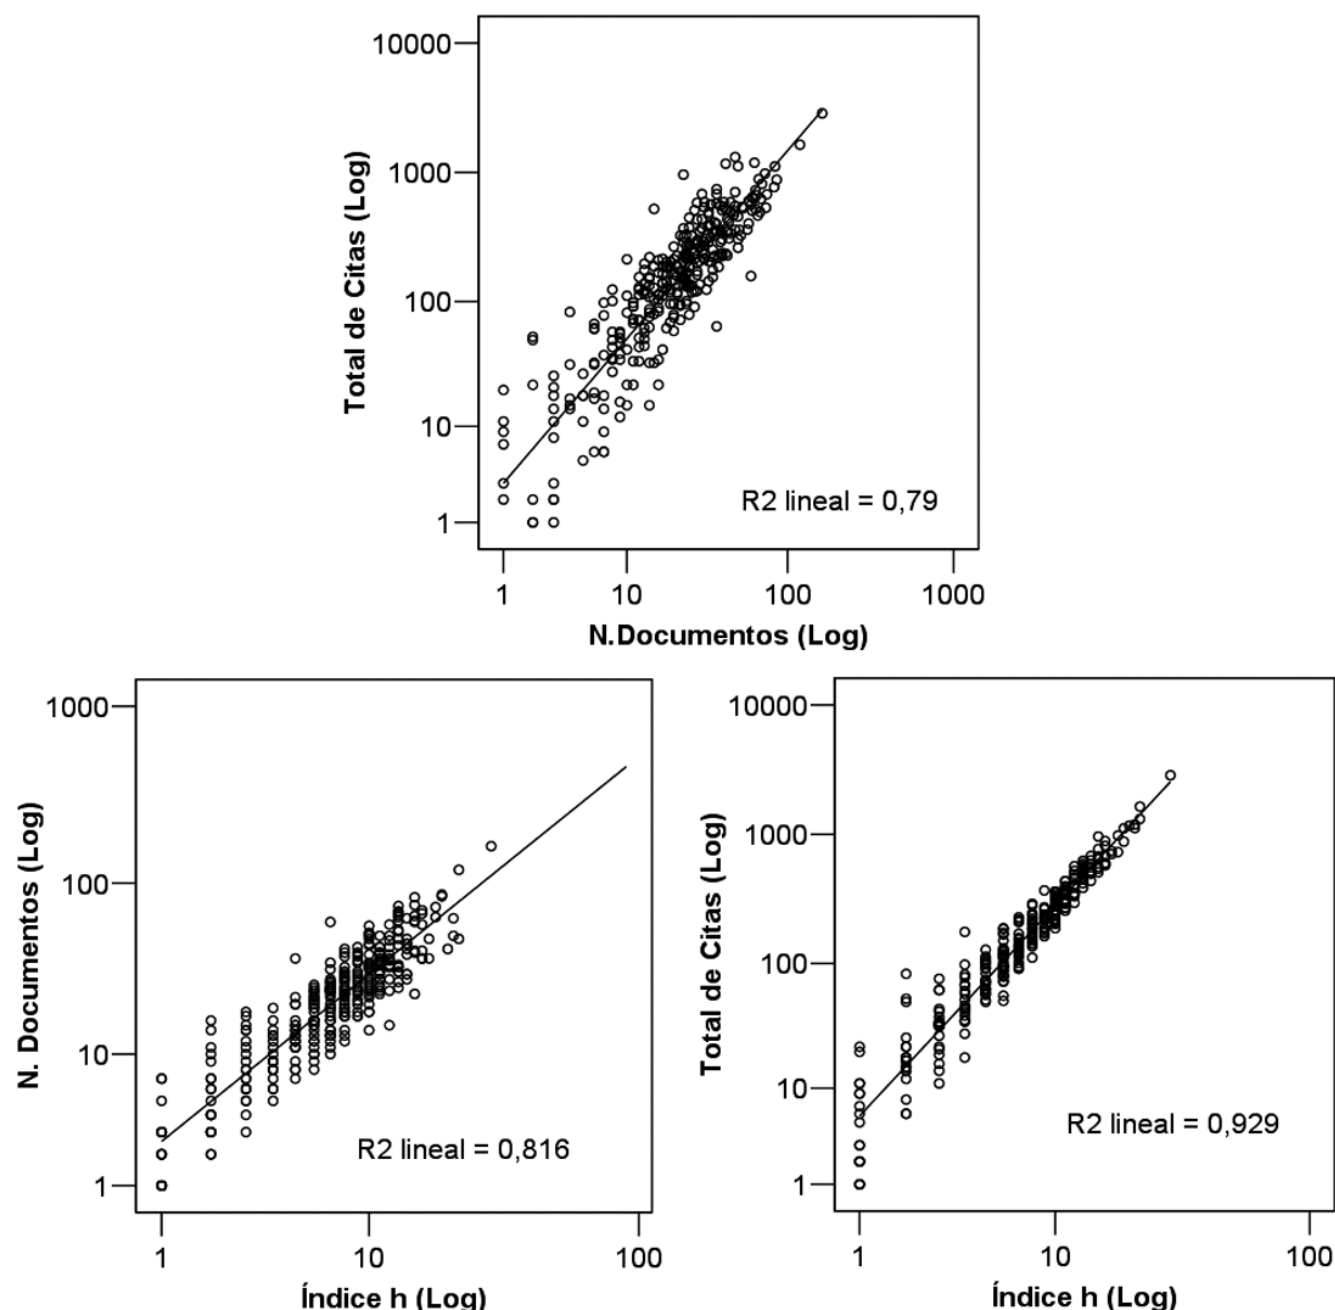 10000
1000
100
10
1
Total de Citas (Log)
R2 lineal = 0,79
1 10 100 1000
N.Documentos (Log)
1000
100
10
1
N. Documentos (Log)
R2 lineal = 0,816
1 10 100
Índice h (Log)
10000
1000
100
10
1
Total de Citas (Log)
R2 lineal = 0,929
1 10 100
Índice h (Log)